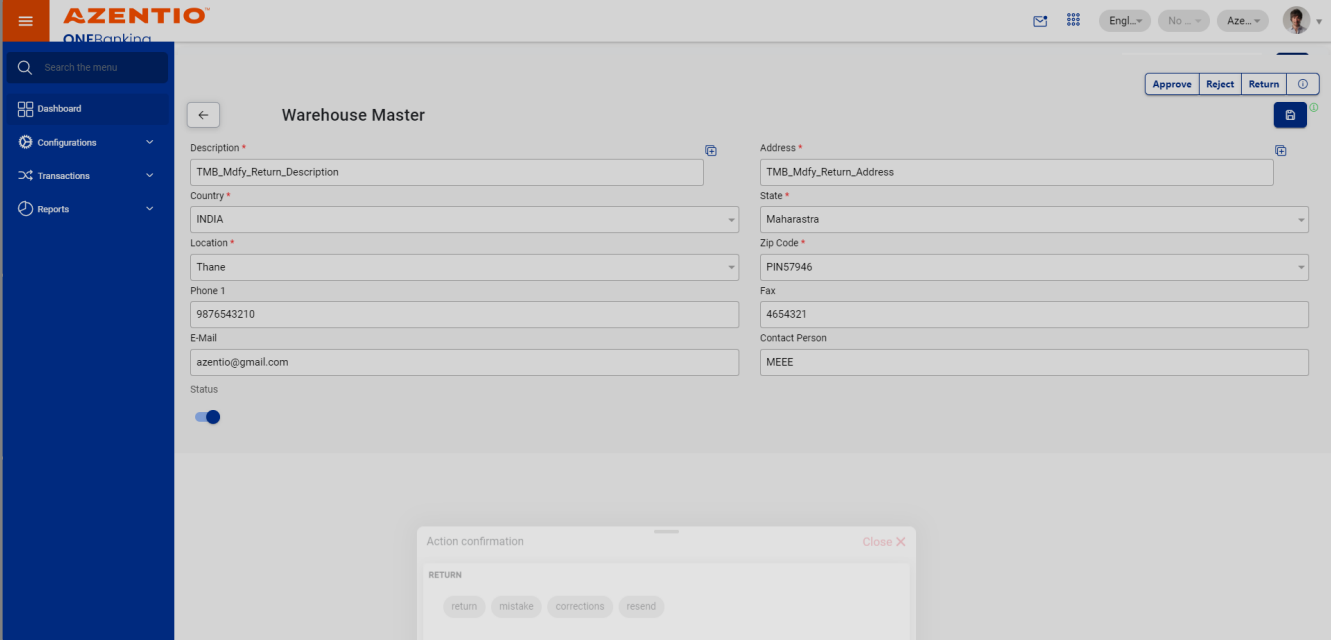 AZENTIO™
ONEBanking
Engl...
No ...
Aze...
Search the menu
Dashboard
Configurations
Transactions
Reports
Approve
Reject
Return
Warehouse Master
Description *
Address *
TMB_Mdfy_Return_Description
TMB_Mdfy_Return_Address
Country *
State *
INDIA
Maharastra
Location *
Zip Code *
Thane
PIN57946
Phone 1
Fax
9876543210
4654321
E-Mail
Contact Person
azentio@gmail.com
MEEE
Status
Action confirmation
Close ✕
RETURN
return
mistake
corrections
resend